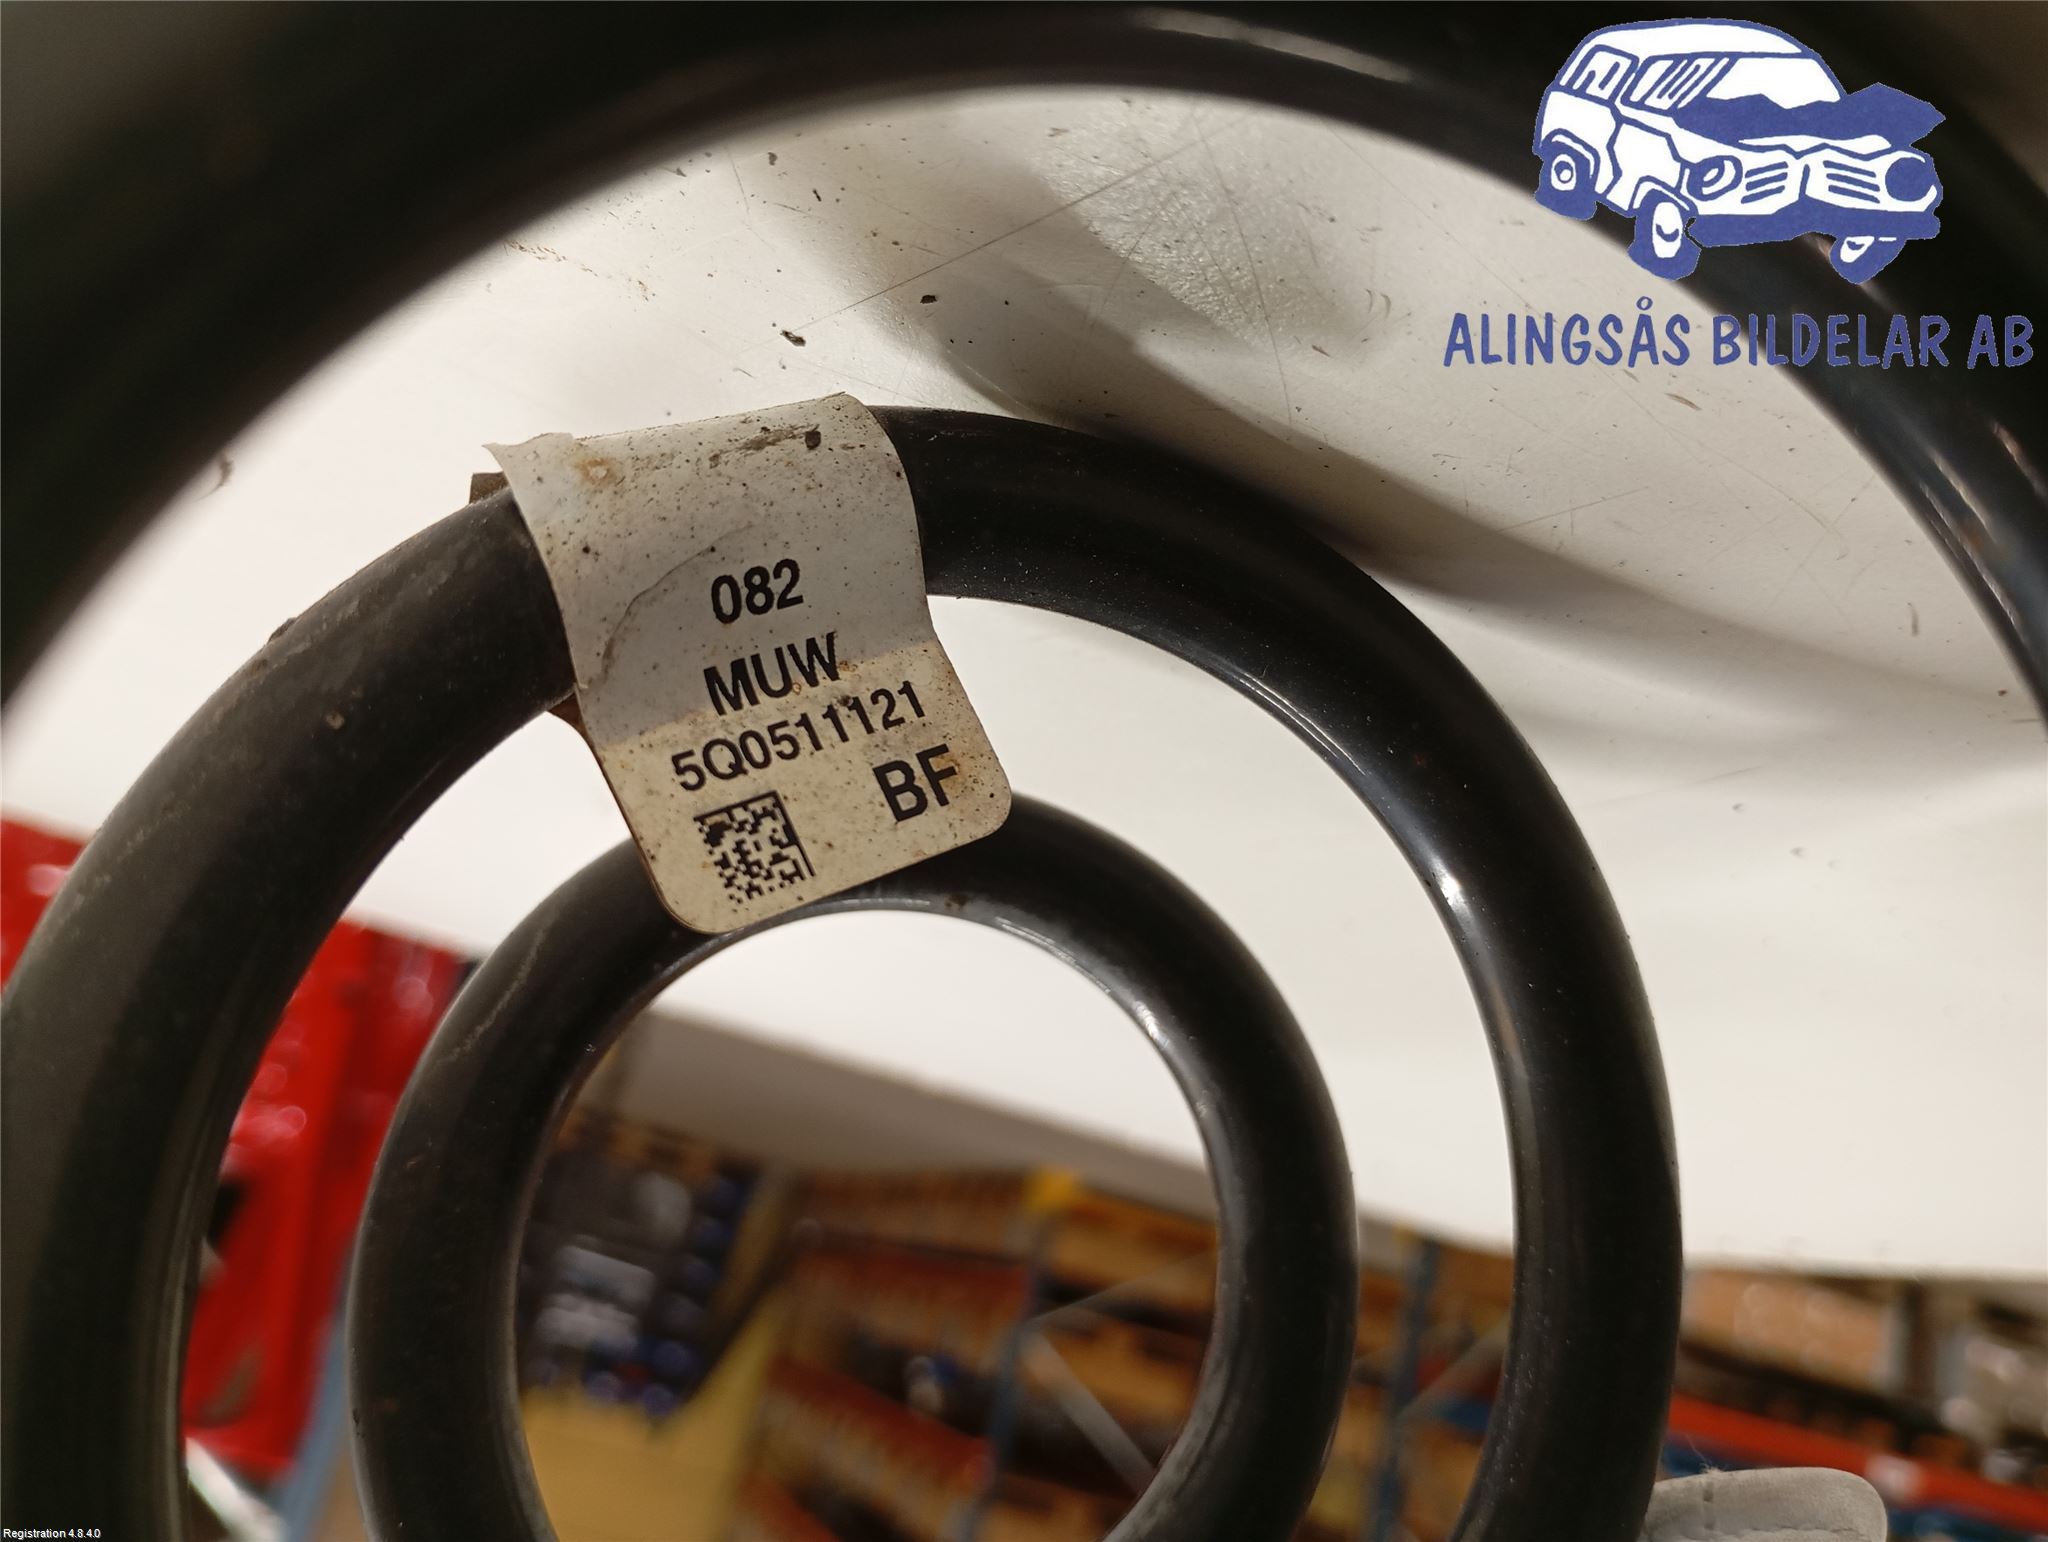 ALINGSÅS BILDELAR AB
082
MUW
5Q0511121
BF
Registration 4.8.4.0